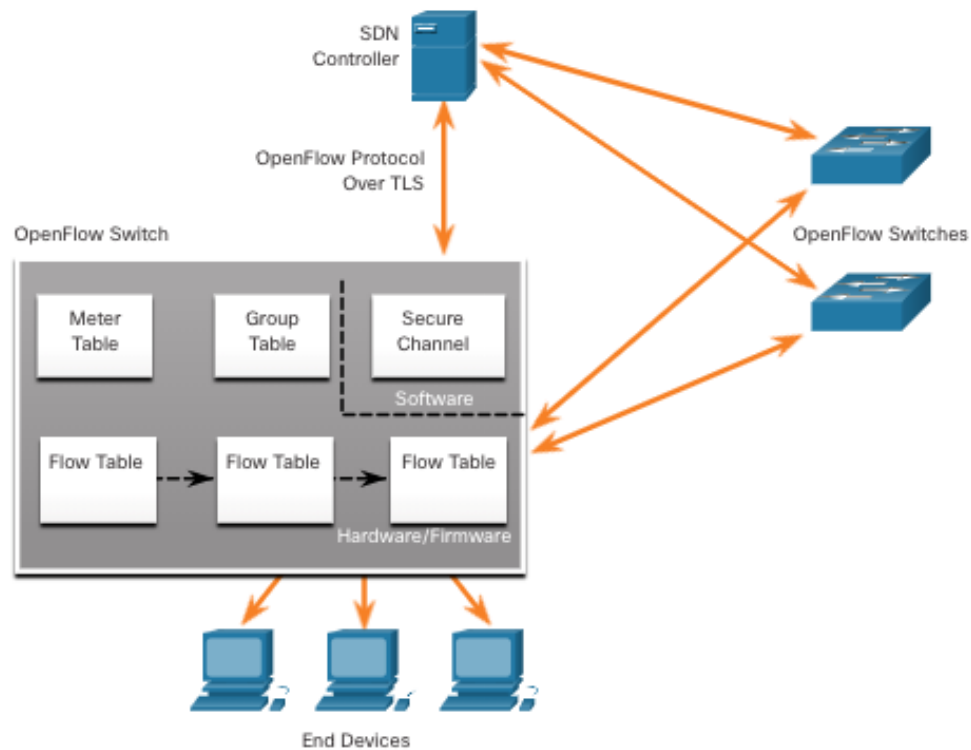 SDN
Controller
OpenFlow Protocol
Over TLS
OpenFlow Switch
OpenFlow Switches
Meter
Table
Group
Table
Secure
Channel
Software
Flow Table
Flow Table
Flow Table
Hardware/Firmware
End Devices